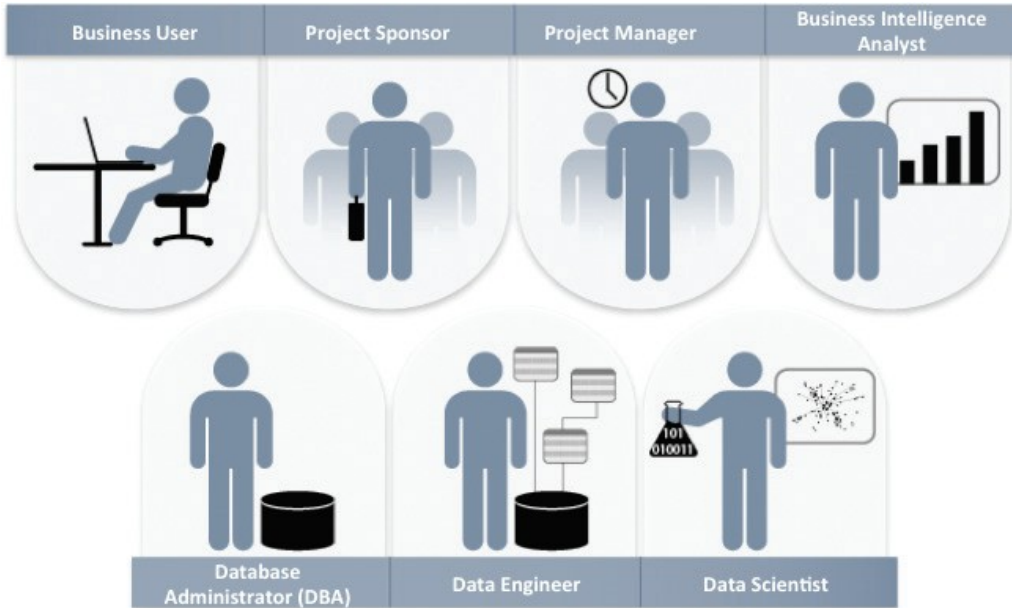 Business User
Project Sponsor
Project Manager
Business Intelligence
Analyst
101
010011
Database
Administrator (DBA)
Data Engineer
Data Scientist